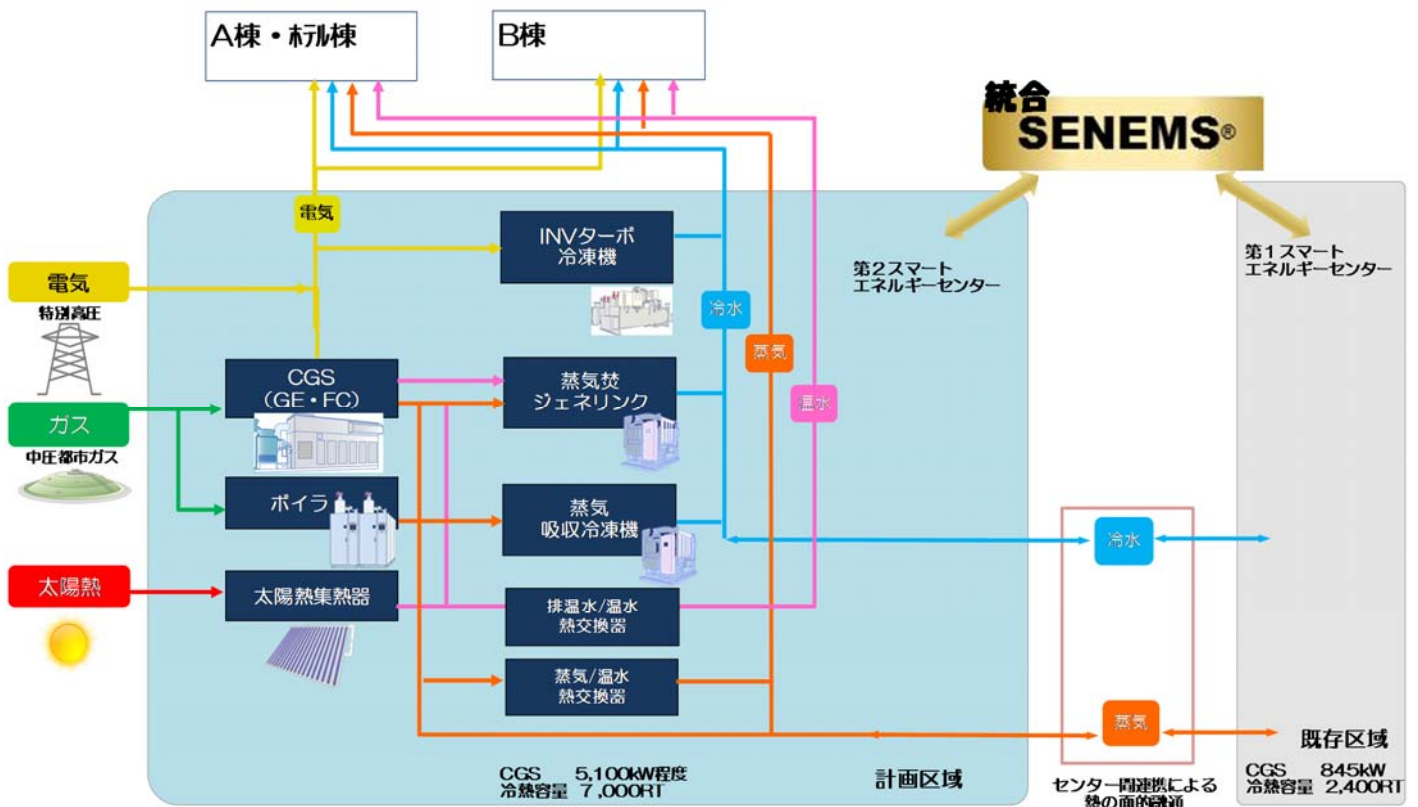 A棟・ホテル棟
B棟
統合
SENEMS®
電気
INVターボ
冷凍機
第2スマート
エネルギーセンター
第1スマート
エネルギーセンター
電気
特別高圧
冷水
蒸気
CGS
(GE・FC)
蒸気焚
ジェネリンク
温水
ガス
中圧都市ガス
ボイラ
蒸気
吸収冷凍機
冷水
太陽熱
太陽熱集熱器
排温水/温水
熱交換器
蒸気/温水
熱交換器
蒸気
既存区域
CGS 5,100kW程度
冷熱容量 7,000RT
計画区域
センター間連携による
熱の面的融通
CGS 845kW
冷熱容量 2,400RT